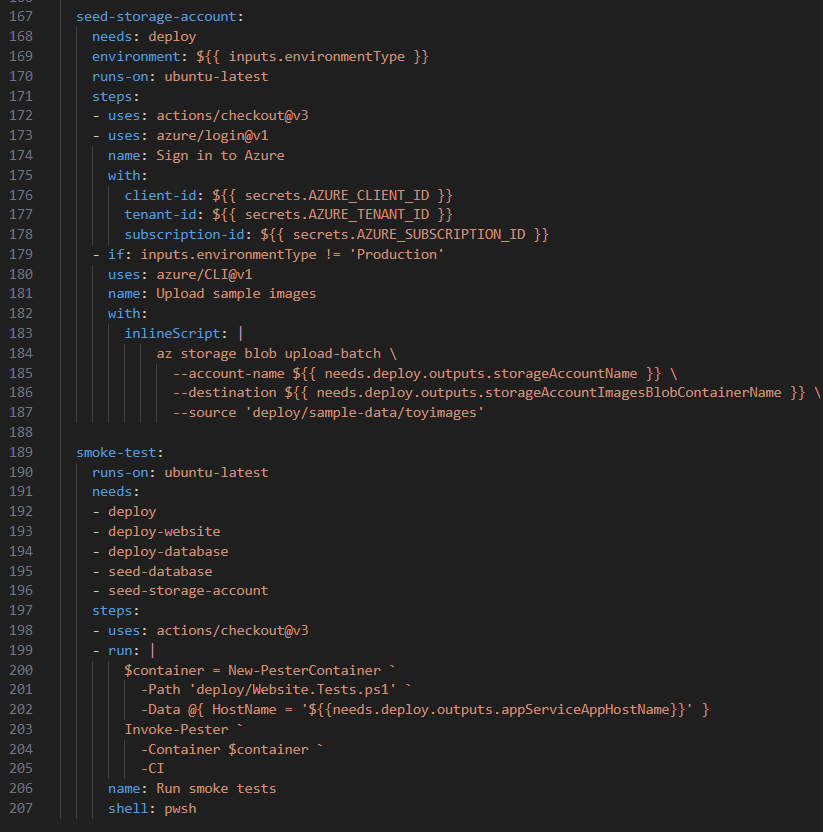 167 seed-storage-account:
168 needs: deploy
169 environment: ${{ inputs.environmentType }}
170 runs-on: ubuntu-latest
171 steps:
172 - uses: actions/checkout@v3
173 - uses: azure/login@v1
174 name: Sign in to Azure
175 with:
176 client-id: ${{ secrets.AZURE_CLIENT_ID }}
177 tenant-id: ${{ secrets.AZURE_TENANT_ID }}
178 subscription-id: ${{ secrets.AZURE_SUBSCRIPTION_ID }}
179 - if: inputs.environmentType != 'Production'
180 uses: azure/CLI@v1
181 name: Upload sample images
182 with:
183 inlineScript: |
184 az storage blob upload-batch \
185 --account-name ${{ needs.deploy.outputs.storageAccountName }} \
186 --destination ${{ needs.deploy.outputs.storageAccountImagesBlobContainerName }} \
187 --source 'deploy/sample-data/toyimages'
188
189 smoke-test:
190 runs-on: ubuntu-latest
191 needs:
192 - deploy
193 - deploy-website
194 - deploy-database
195 - seed-database
196 - seed-storage-account
197 steps:
198 - uses: actions/checkout@v3
199 - run: |
200 $container = New-PesterContainer `
201 -Path 'deploy/Website.Tests.ps1' `
202 -Data @{ HostName = '${{needs.deploy.outputs.appServiceAppHostName}}' }
203 Invoke-Pester `
204 -Container $container `
205 -CI
206 name: Run smoke tests
207 shell: pwsh